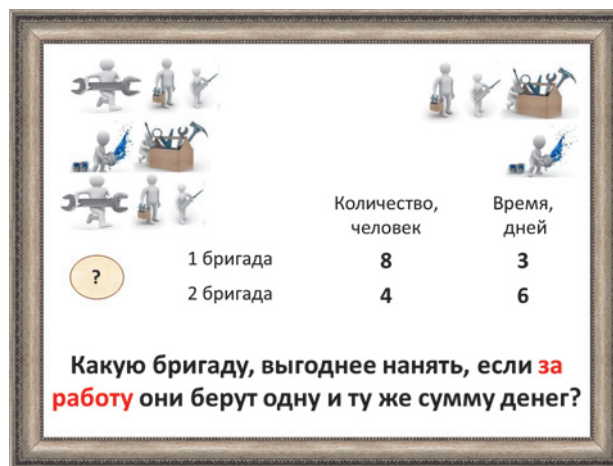 Количество,
человек
Время,
дней
?
1 бригада 8 3
2 бригада 4 6
Какую бригаду, выгоднее нанять, если за
работу они берут одну и ту же сумму денег?